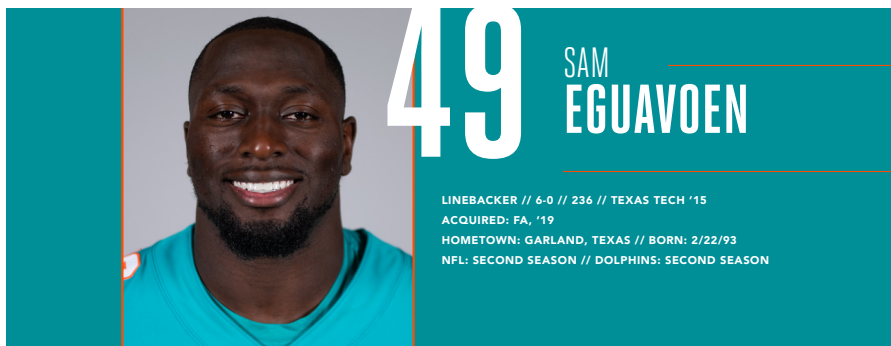 49
SAM
EGUAVOEN
LINEBACKER // 6-0 // 236 // TEXAS TECH ‘15
ACQUIRED: FA, ‘19
HOMETOWN: GARLAND, TEXAS // BORN: 2/22/93
NFL: SECOND SEASON // DOLPHINS: SECOND SEASON